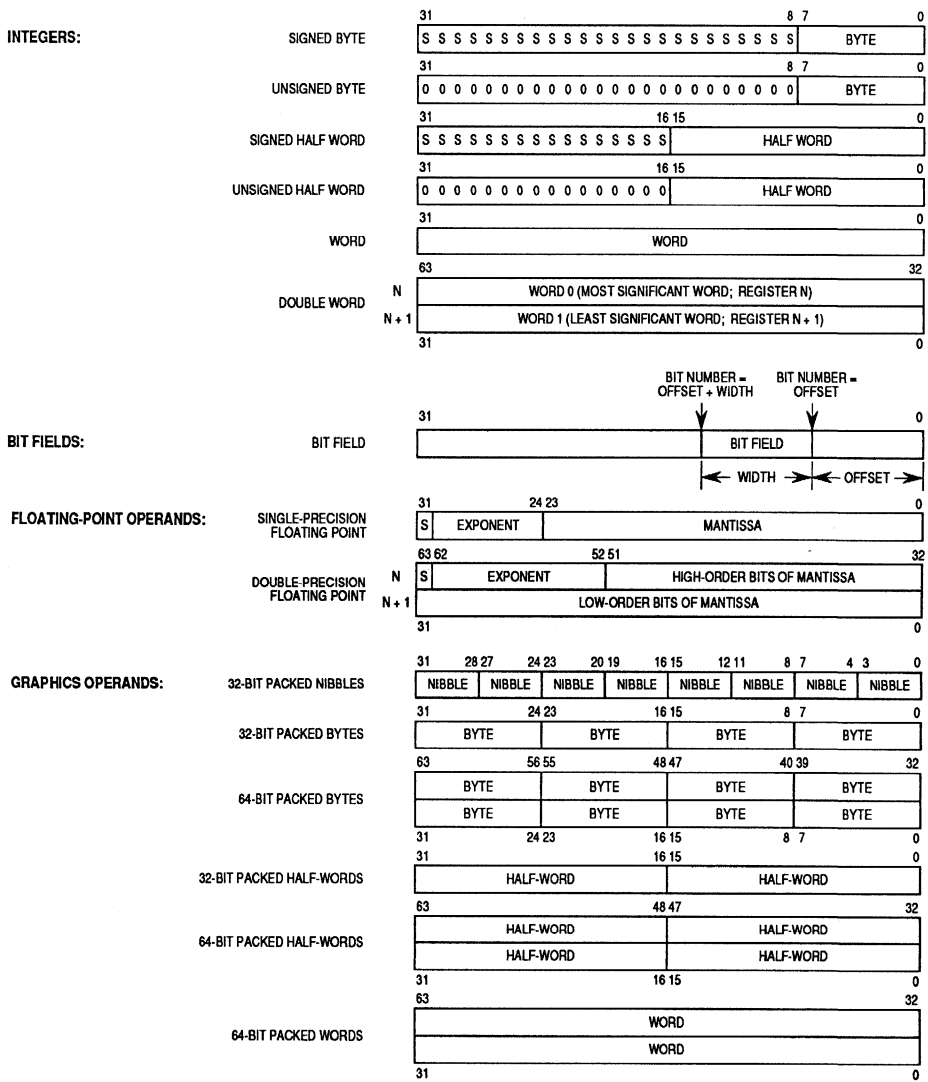 31 8 7 0
INTEGERS: SIGNED BYTE S S S S S S S S S S S S S S S S S S S S S S S S BYTE
31 8 7 0
UNSIGNED BYTE 0 0 0 0 0 0 0 0 0 0 0 0 0 0 0 0 0 0 0 0 0 0 0 0 BYTE
31 16 15 0
SIGNED HALF WORD S S S S S S S S S S S S S S S S HALF WORD
31 16 15 0
UNSIGNED HALF WORD 0 0 0 0 0 0 0 0 0 0 0 0 0 0 0 0 HALF WORD
31 0
WORD WORD
63 32
DOUBLE WORD
N WORD 0 (MOST SIGNIFICANT WORD; REGISTER N)
N + 1 WORD 1 (LEAST SIGNIFICANT WORD; REGISTER N + 1)
31 0
BIT NUMBER = BIT NUMBER =
OFFSET + WIDTH OFFSET
31 0
BIT FIELDS: BIT FIELD BIT FIELD
WIDTH OFFSET
31 24 23 0
FLOATING-POINT OPERANDS: SINGLE-PRECISION S EXPONENT MANTISSA
FLOATING POINT
63 62 52 51 32
DOUBLE-PRECISION N S EXPONENT HIGH-ORDER BITS OF MANTISSA
FLOATING POINT N + 1 LOW-ORDER BITS OF MANTISSA
31 0
31 28 27 24 23 20 19 16 15 12 11 8 7 4 3 0
GRAPHICS OPERANDS: 32-BIT PACKED NIBBLES NIBBLE NIBBLE NIBBLE NIBBLE NIBBLE NIBBLE NIBBLE NIBBLE
31 24 23 16 15 8 7 0
32-BIT PACKED BYTES BYTE BYTE BYTE BYTE
63 56 55 48 47 40 39 32
64-BIT PACKED BYTES
BYTE BYTE BYTE BYTE
BYTE BYTE BYTE BYTE
31 24 23 16 15 8 7 0
31 16 15 0
32-BIT PACKED HALF-WORDS HALF-WORD HALF-WORD
63 48 47 32
64-BIT PACKED HALF-WORDS
HALF-WORD HALF-WORD
HALF-WORD HALF-WORD
31 16 15 0
63 32
64-BIT PACKED WORDS
WORD
WORD
31 0